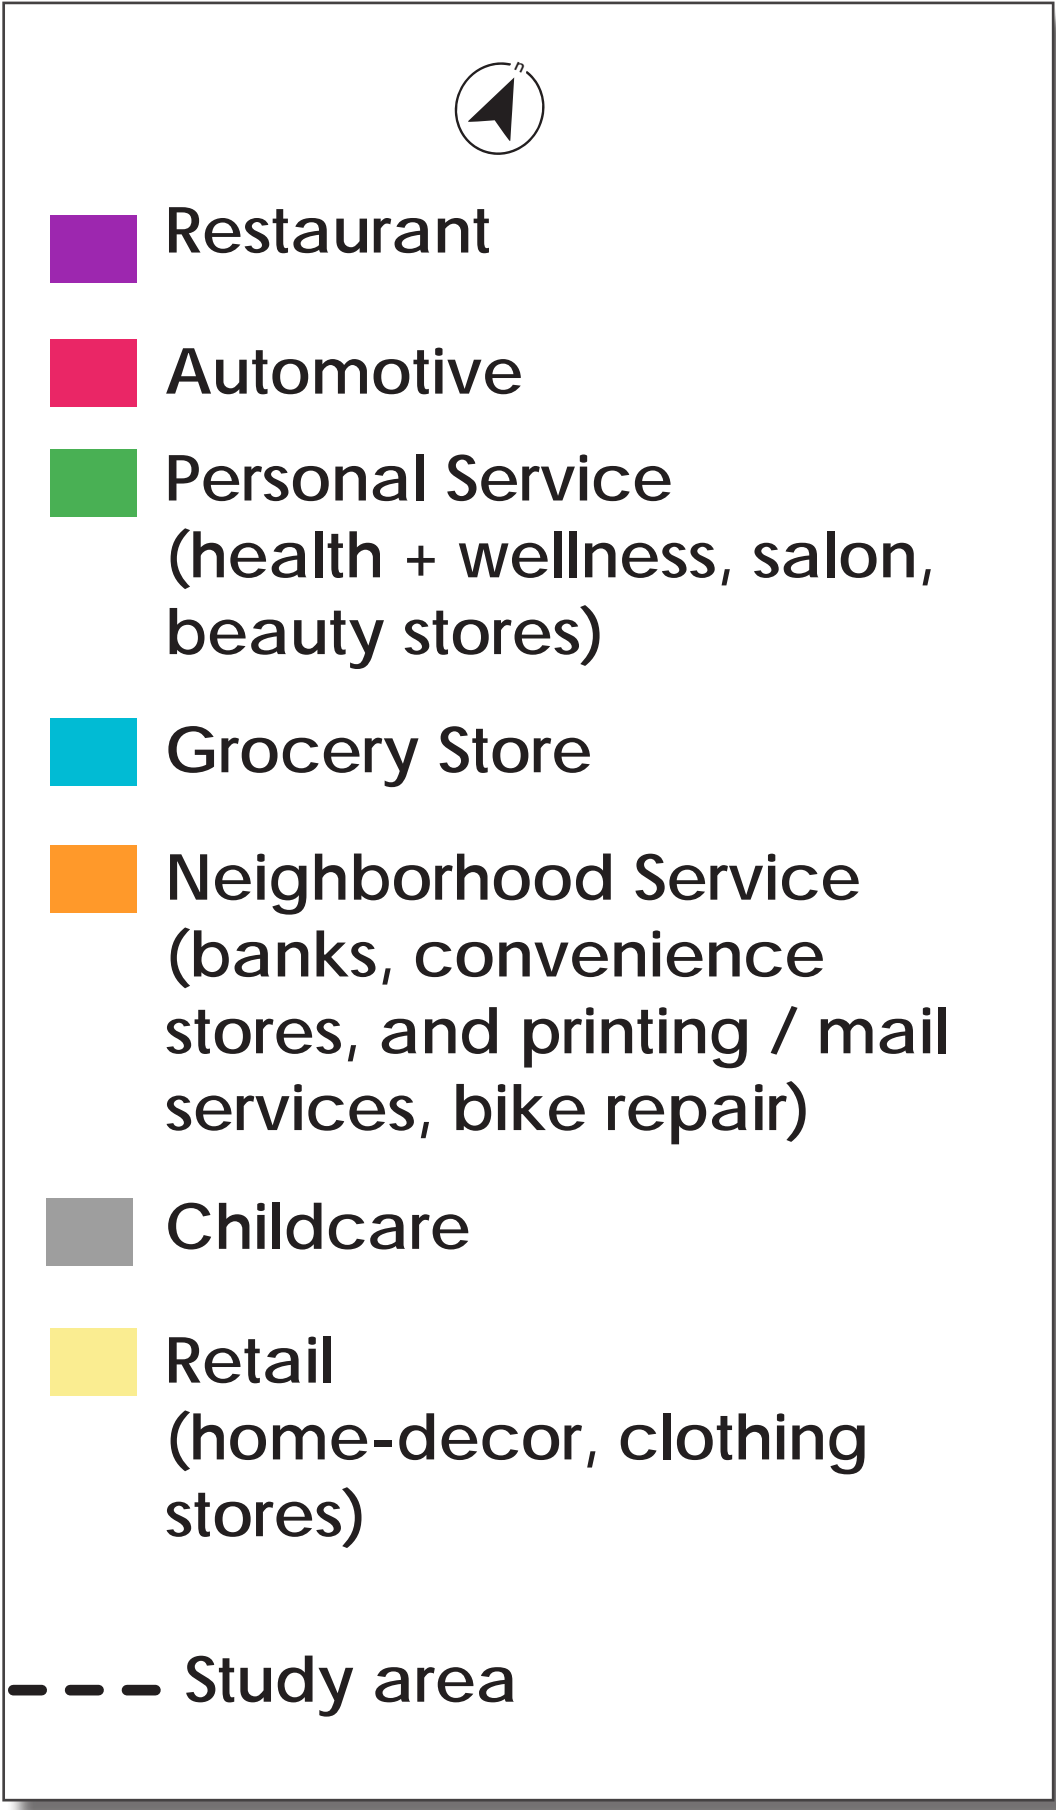 n
Restaurant
Automotive
Personal Service
(health + wellness, salon,
beauty stores)
Grocery Store
Neighborhood Service
(banks, convenience
stores, and printing / mail
services, bike repair)
Childcare
Retail
(home-decor, clothing
stores)
Study area